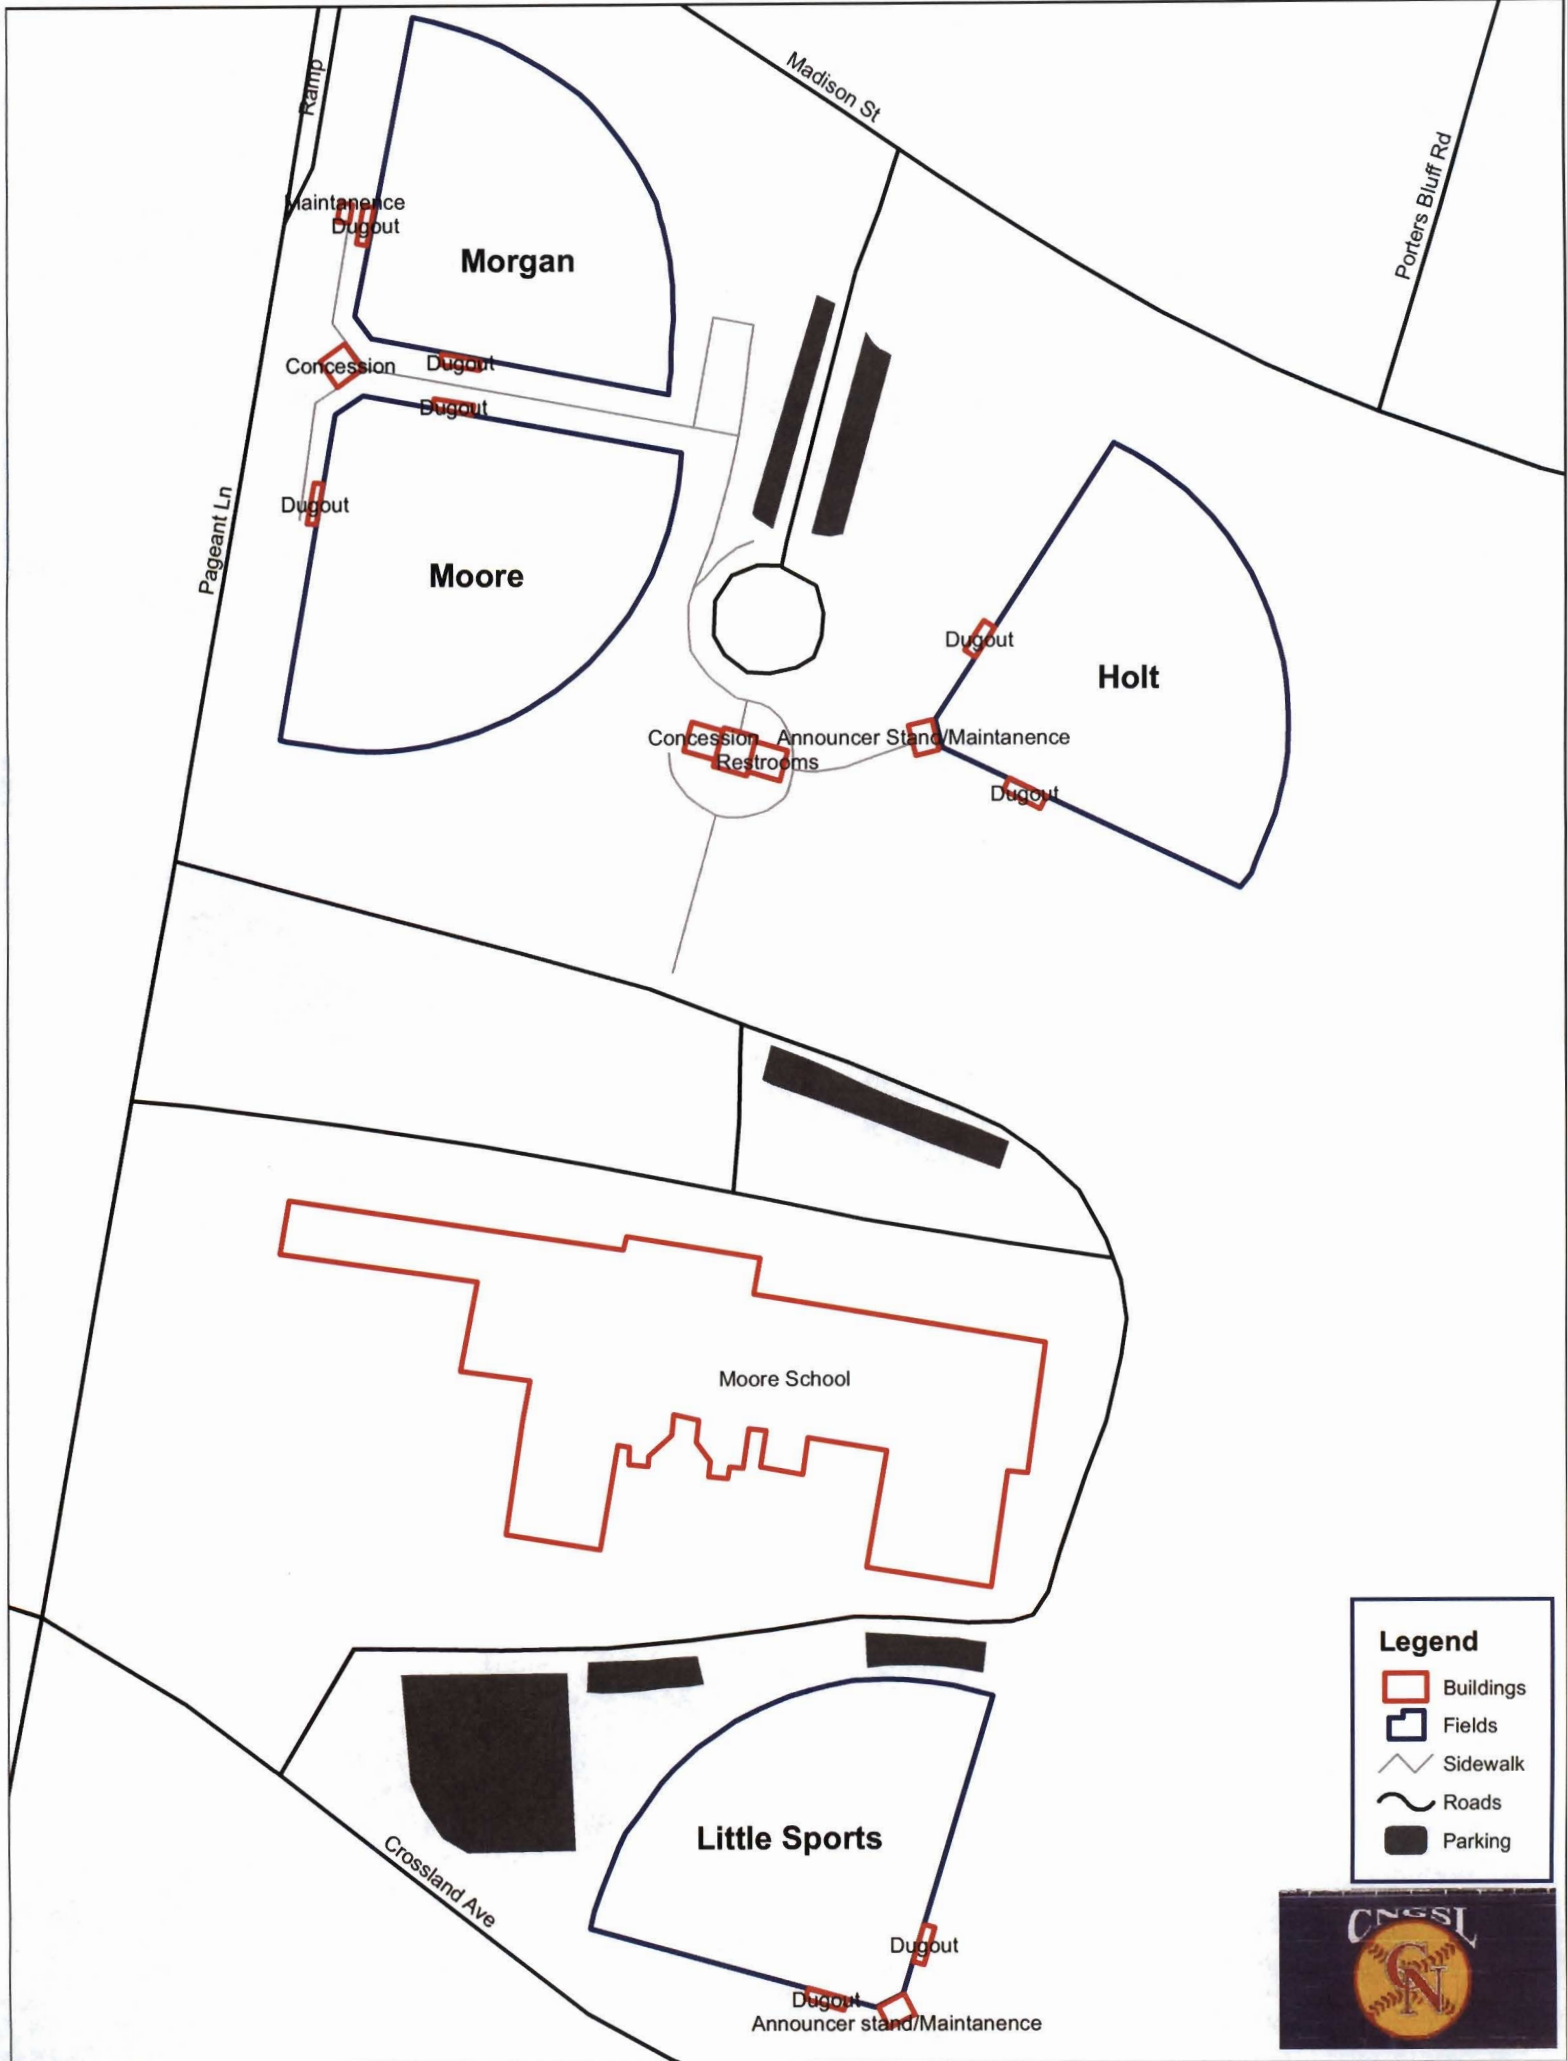 Madison St
Ramp
Porters Bluff Rd
Maintanence
Dugout
Morgan
Concession
Dugout
Dugout
Pageant Ln
Dugout
Moore
Dugout
Holt
Concession
Announcer Stand/Maintanence
Restrooms
Dugout
Moore School
Legend
Buildings
Fields
Sidewalk
Roads
Parking
Little Sports
Crossland Ave
CNGSL
CN
Dugout
Dugout
Announcer stand/Maintanence